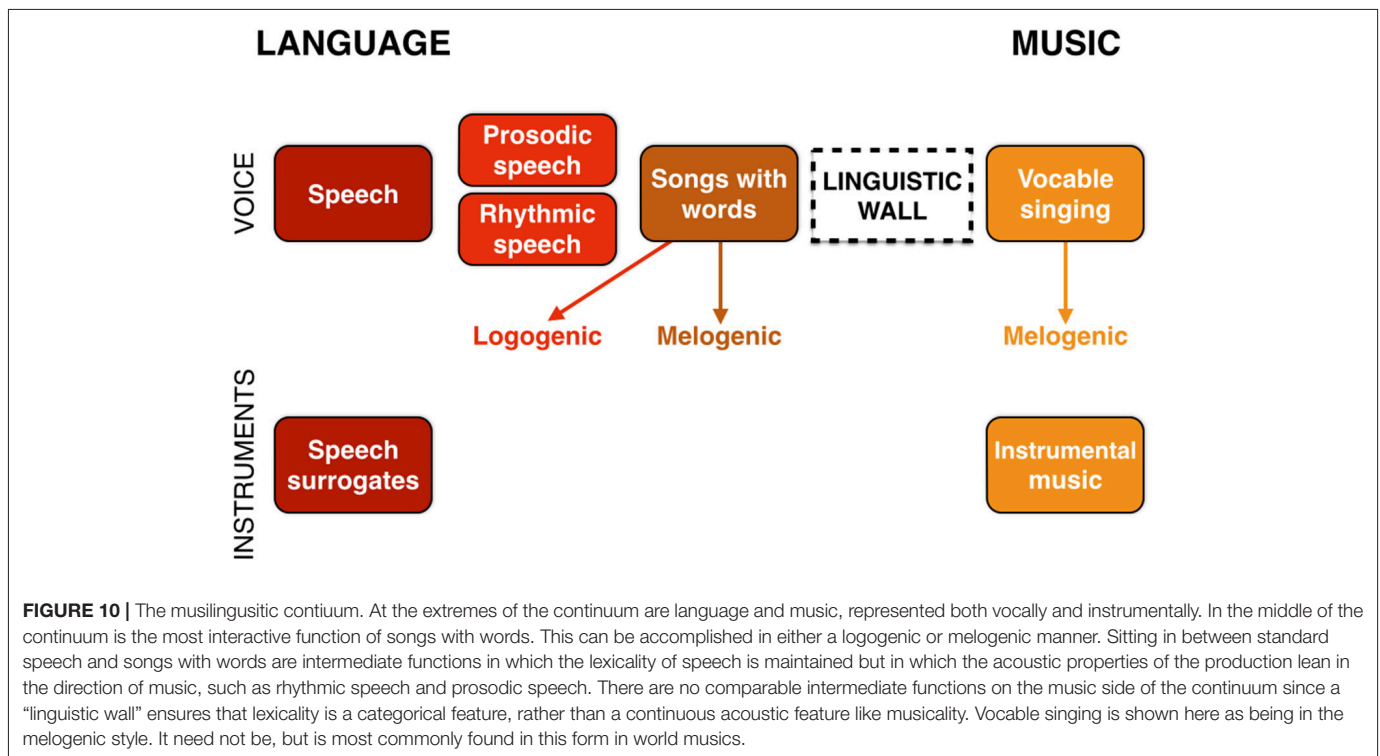 LANGUAGE
MUSIC
VOICE
Speech
Prosodic
speech
Rhythmic
speech
Songs with
words
LINGUISTIC
WALL
Vocable
singing
Logogenic
Melogenic
Melogenic
INSTRUMENTS
Speech
surrogates
Instrumental
music
FIGURE 10 | The musilingusitic contiuum. At the extremes of the continuum are language and music, represented both vocally and instrumentally. In the middle of the
continuum is the most interactive function of songs with words. This can be accomplished in either a logogenic or melogenic manner. Sitting in between standard
speech and songs with words are intermediate functions in which the lexicality of speech is maintained but in which the acoustic properties of the production lean in
the direction of music, such as rhythmic speech and prosodic speech. There are no comparable intermediate functions on the music side of the continuum since a
“linguistic wall” ensures that lexicality is a categorical feature, rather than a continuous acoustic feature like musicality. Vocable singing is shown here as being in the
melogenic style. It need not be, but is most commonly found in this form in world musics.